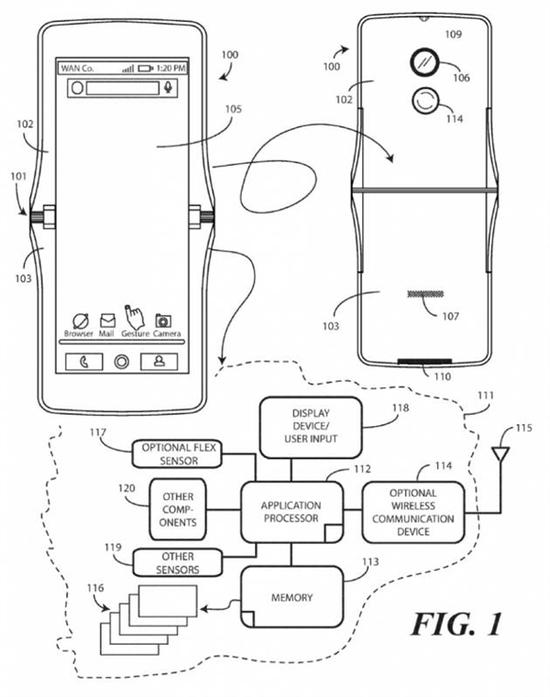 WAN Co. 1:20 PM
100
109
100
106
102
105
114
102
101
103
103
107
Browser Mail Gesture Camera
110
111
118
DISPLAY
DEVICE/
USER INPUT
115
117
OPTIONAL FLEX
SENSOR
112
114
120
OTHER
COMP-
ONENTS
APPLICATION
PROCESSOR
OPTIONAL
WIRELESS
COMMUNICATION
DEVICE
119
OTHER
SENSORS
113
116
MEMORY
FIG. 1